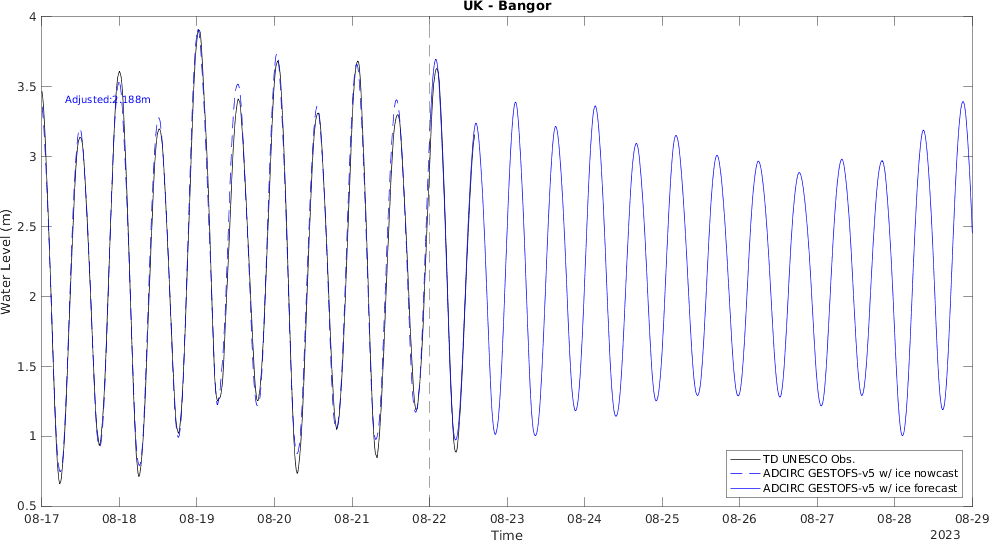 UK - Bangor
4
3.5
3
2.5
2
1.5
1
0.5
Water Level (m)
Adjusted:2.188m
TD UNESCO Obs.
ADCIRC GESTOFS-v5 w/ ice nowcast
ADCIRC GESTOFS-v5 w/ ice forecast
08-17 08-18 08-19 08-20 08-21 08-22 08-23 08-24 08-25 08-26 08-27 08-28 08-29
Time
2023